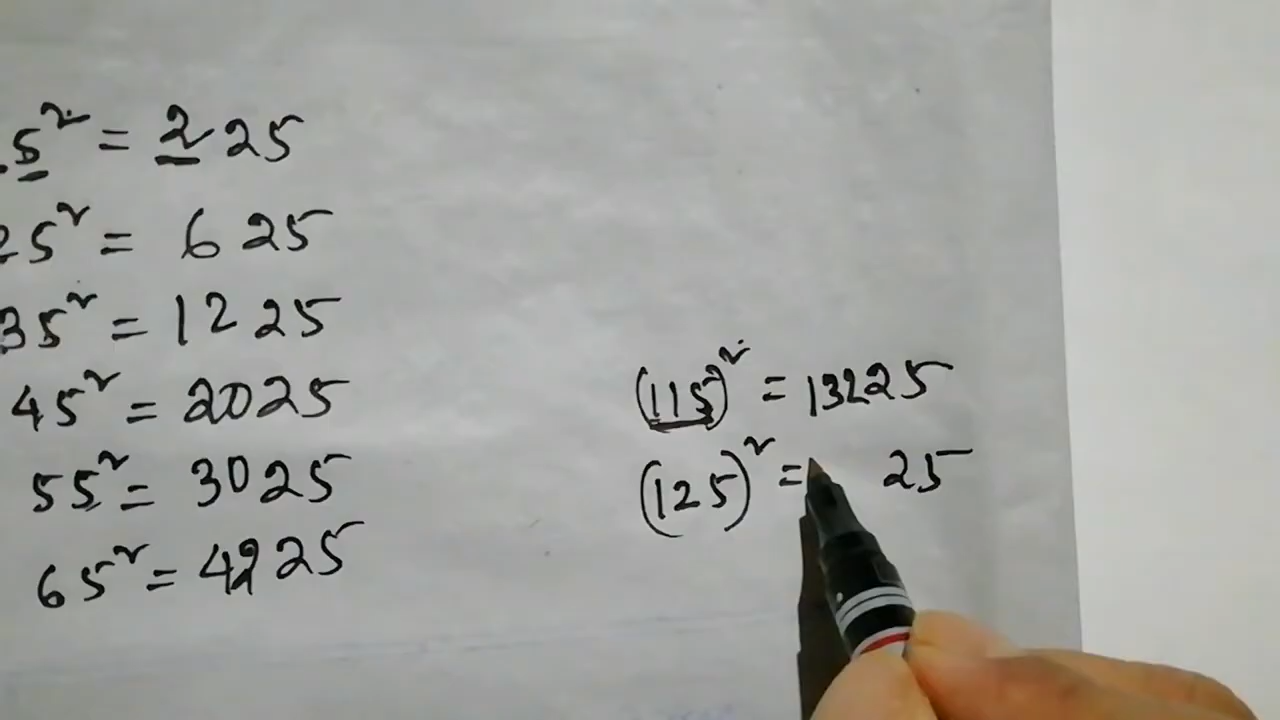 5² = 225
25² = 625
35² = 1225
45² = 2025
55² = 3025
65² = 4225
(115)² = 13225
(125)² = 25